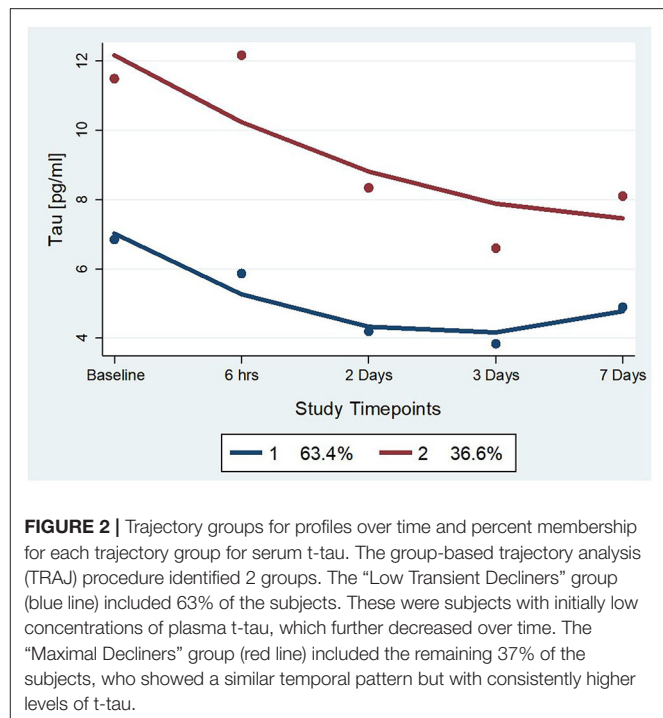 12
10
8
6
4
Tau [pg/ml]
Baseline 6 hrs 2 Days 3 Days 7 Days
Study Timepoints
1 63.4% 2 36.6%
FIGURE 2 | Trajectory groups for profiles over time and percent membership
for each trajectory group for serum t-tau. The group-based trajectory analysis
(TRAJ) procedure identified 2 groups. The “Low Transient Decliners” group
(blue line) included 63% of the subjects. These were subjects with initially low
concentrations of plasma t-tau, which further decreased over time. The
“Maximal Decliners” group (red line) included the remaining 37% of the
subjects, who showed a similar temporal pattern but with consistently higher
levels of t-tau.